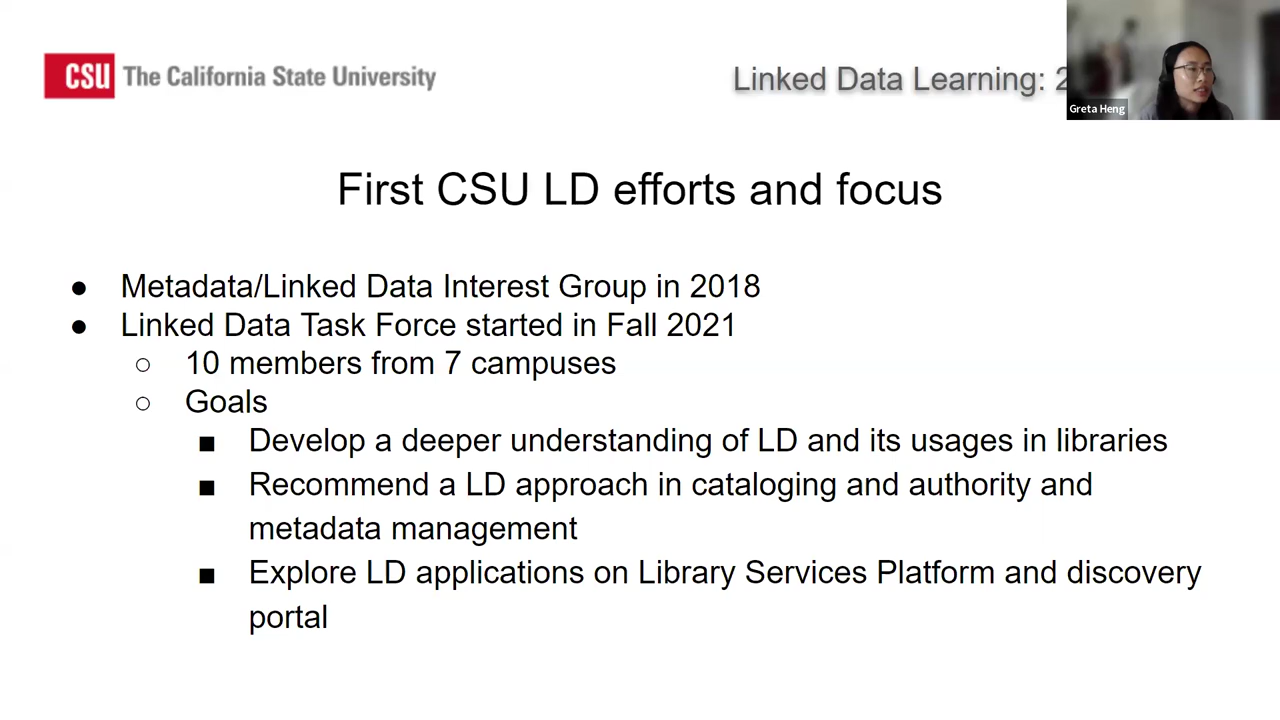 CSU The California State University
Linked Data Learning:
Greta Heng
First CSU LD efforts and focus
● Metadata/Linked Data Interest Group in 2018
● Linked Data Task Force started in Fall 2021
○ 10 members from 7 campuses
○ Goals
■ Develop a deeper understanding of LD and its usages in libraries
■ Recommend a LD approach in cataloging and authority and
metadata management
■ Explore LD applications on Library Services Platform and discovery
portal